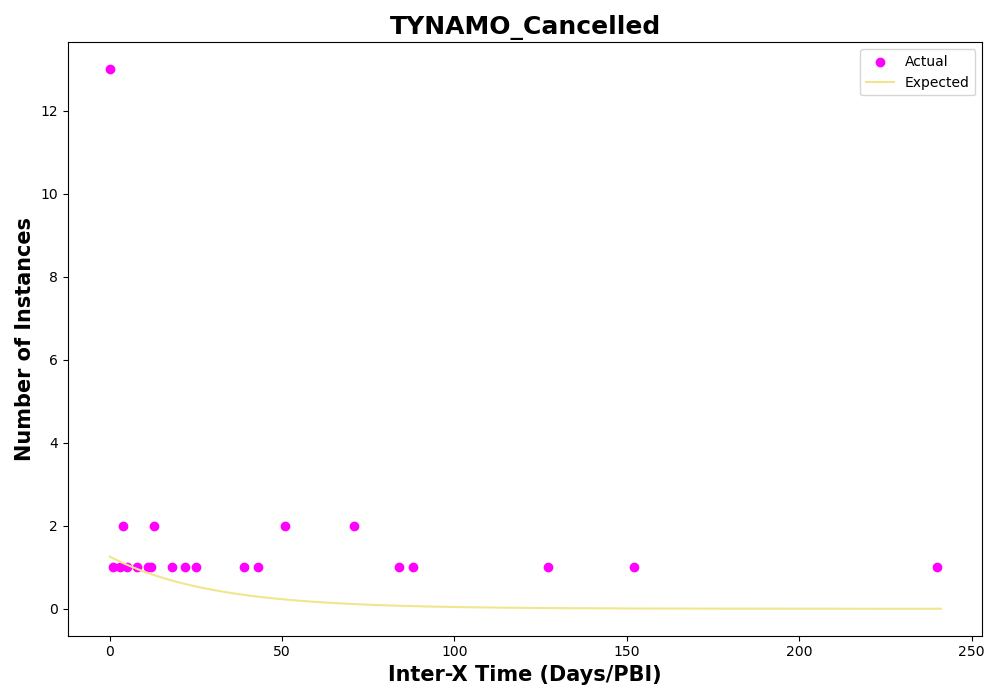 TYNAMO_Cancelled
Actual
Expected
Number of Instances
12
10
8
6
4
2
0
0
50
100
150
200
250
Inter-X Time (Days/PBI)